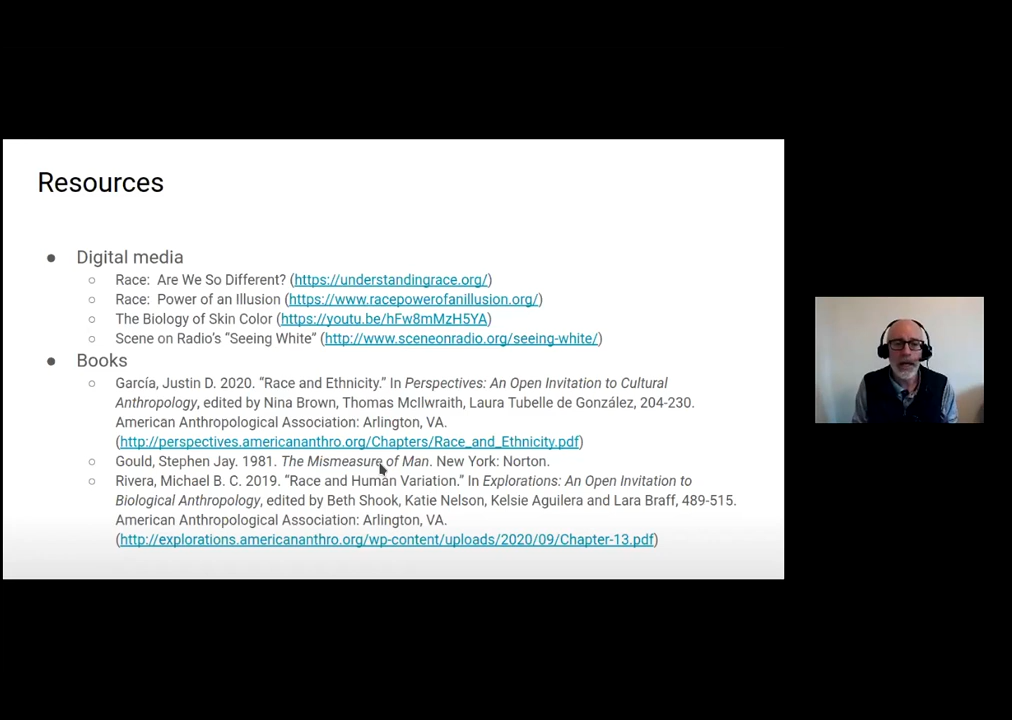 Resources
● Digital media
○ Race: Are We So Different? (https://understandingrace.org/)
○ Race: Power of an Illusion (https://www.racepowerofanillusion.org/)
○ The Biology of Skin Color (https://youtu.be/hFw8mMzH5YA)
○ Scene on Radio’s “Seeing White” (http://www.sceneonradio.org/seeing-white/)
● Books
○ García, Justin D. 2020. “Race and Ethnicity.” In Perspectives: An Open Invitation to Cultural
Anthropology, edited by Nina Brown, Thomas McIlwraith, Laura Tubelle de González, 204-230.
American Anthropological Association: Arlington, VA.
(http://perspectives.americananthro.org/Chapters/Race_and_Ethnicity.pdf)
○ Gould, Stephen Jay. 1981. The Mismeasure of Man. New York: Norton.
○ Rivera, Michael B. C. 2019. “Race and Human Variation.” In Explorations: An Open Invitation to
Biological Anthropology, edited by Beth Shook, Katie Nelson, Kelsie Aguilera and Lara Braff, 489-515.
American Anthropological Association: Arlington, VA.
(http://explorations.americananthro.org/wp-content/uploads/2020/09/Chapter-13.pdf)